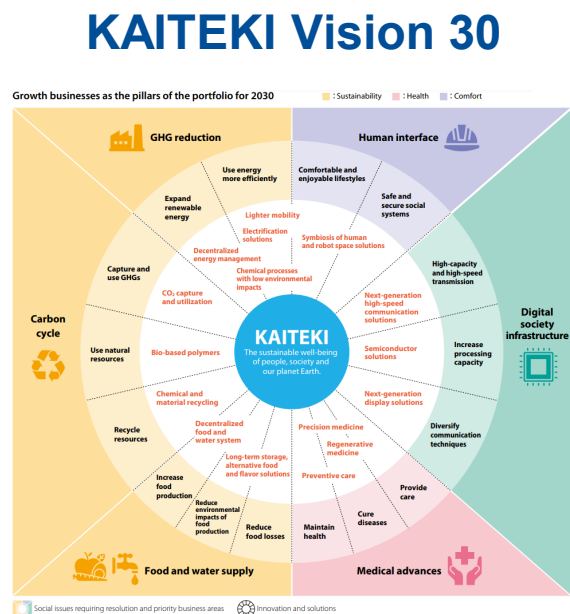 KAITEKI Vision 30
Growth businesses as the pillars of the portfolio for 2030
: Sustainability
: Health
: Comfort
GHG reduction
Human interface
Use energy
more efficiently
Comfortable and
enjoyable lifestyles
Expand
renewable
energy
Safe and
secure social
systems
Lighter mobility
Electrification
solutions
Symbiosis of human
and robot space solutions
Decentralized
energy management
Chemical processes
with low environmental
impacts
Capture and
use GHGs
High-capacity
and high-speed
transmission
CO₂ capture
and utilization
Next-generation
high-speed
communication
solutions
Carbon
cycle
Digital
society
infrastructure
KAITEKI
The sustainable well-being
of people, society and
our planet Earth.
Use natural
resources
Bio-based polymers
Semiconductor
solutions
Increase
processing
capacity
Chemical and
material recycling
Next-generation
display solutions
Recycle
resources
Decentralized
food and
water system
Precision medicine
Regenerative
medicine
Diversify
communication
techniques
Long-term storage,
alternative food
and flavor solutions
Preventive care
Increase
food
production
Reduce
environmental
impacts of
food
production
Reduce
food losses
Maintain
health
Cure
diseases
Provide
care
Food and water supply
Medical advances
Social issues requiring resolution and priority business areas
Innovation and solutions